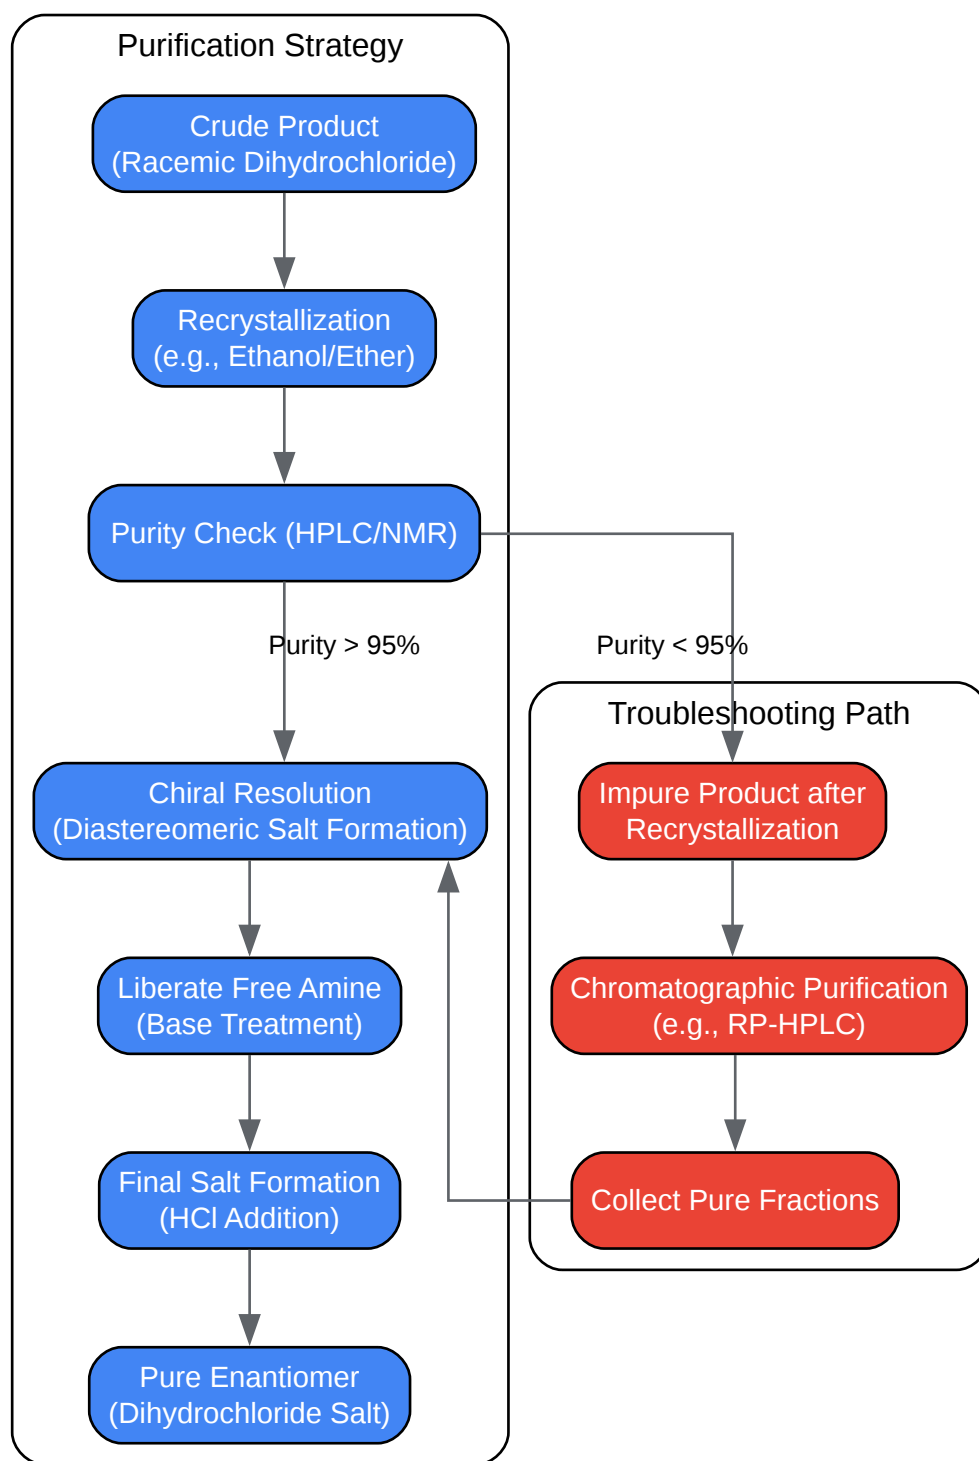 Purification Strategy
Crude Product
(Racemic Dihydrochloride)
Recrystallization
(e.g., Ethanol/Ether)
Purity Check (HPLC/NMR)
Purity > 95%
Purity < 95%
Troubleshooting Path
Chiral Resolution
(Diastereomeric Salt Formation)
Impure Product after
Recrystallization
Liberate Free Amine
(Base Treatment)
Chromatographic Purification
(e.g., RP-HPLC)
Final Salt Formation
(HCl Addition)
Collect Pure Fractions
Pure Enantiomer
(Dihydrochloride Salt)